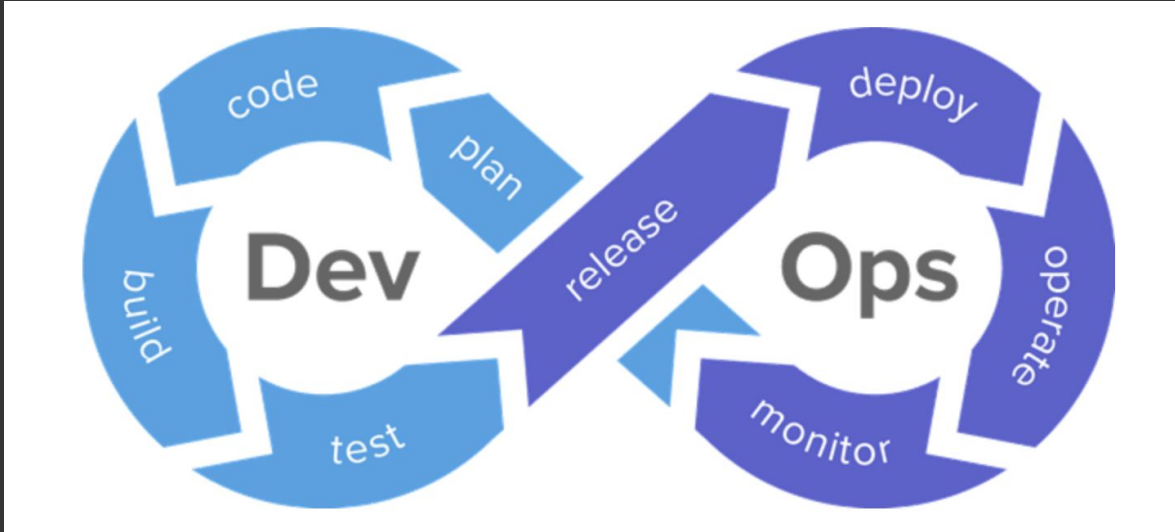 code
plan
build
Dev
test
release
deploy
Ops
operate
monitor